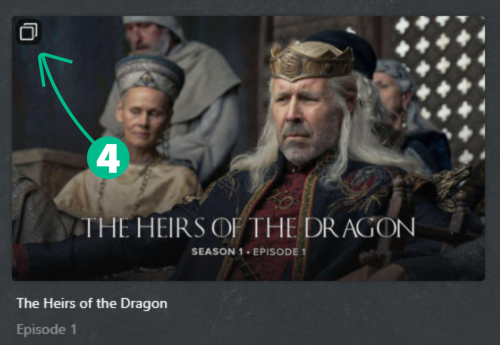 4
THE HEIRS OF THE DRAGON
SEASON 1 • EPISODE 1
The Heirs of the Dragon
Episode 1